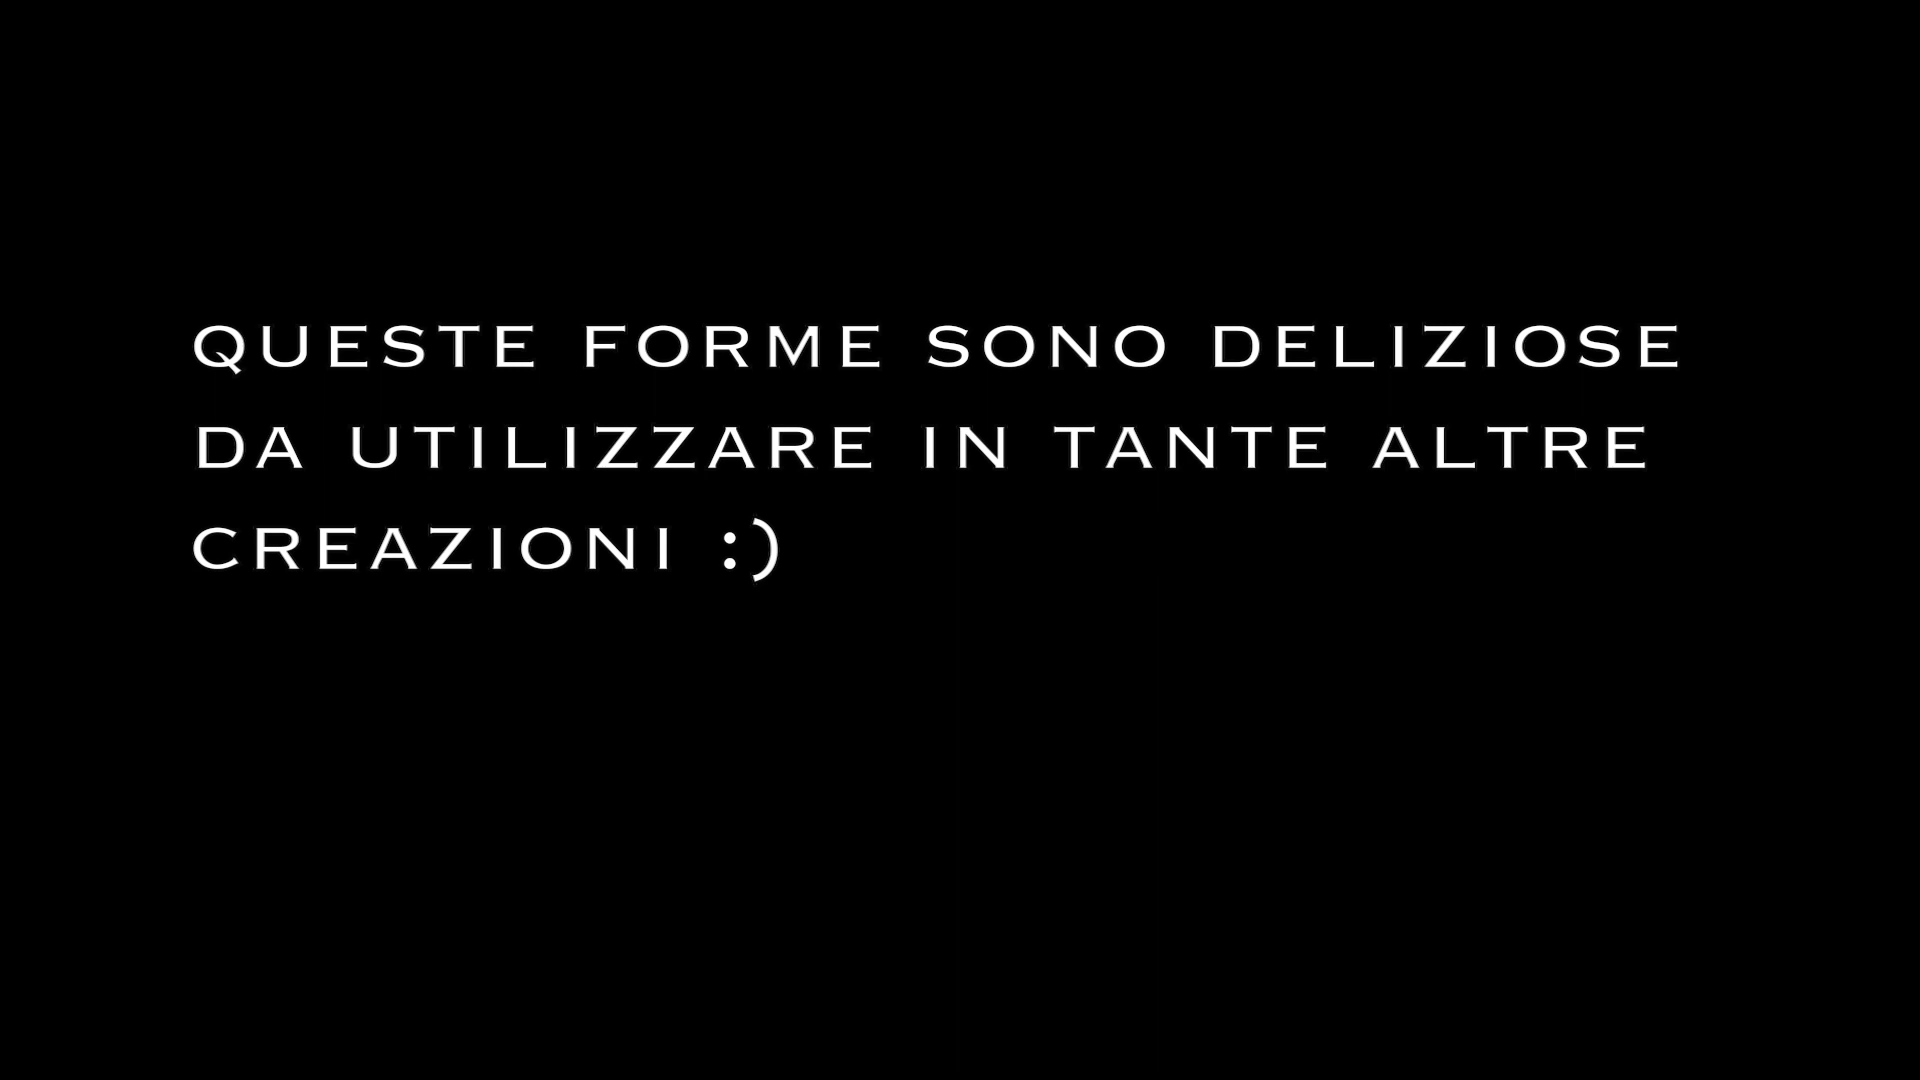 QUESTE FORME SONO DELIZIOSE
DA UTILIZZARE IN TANTE ALTRE
CREAZIONI :)